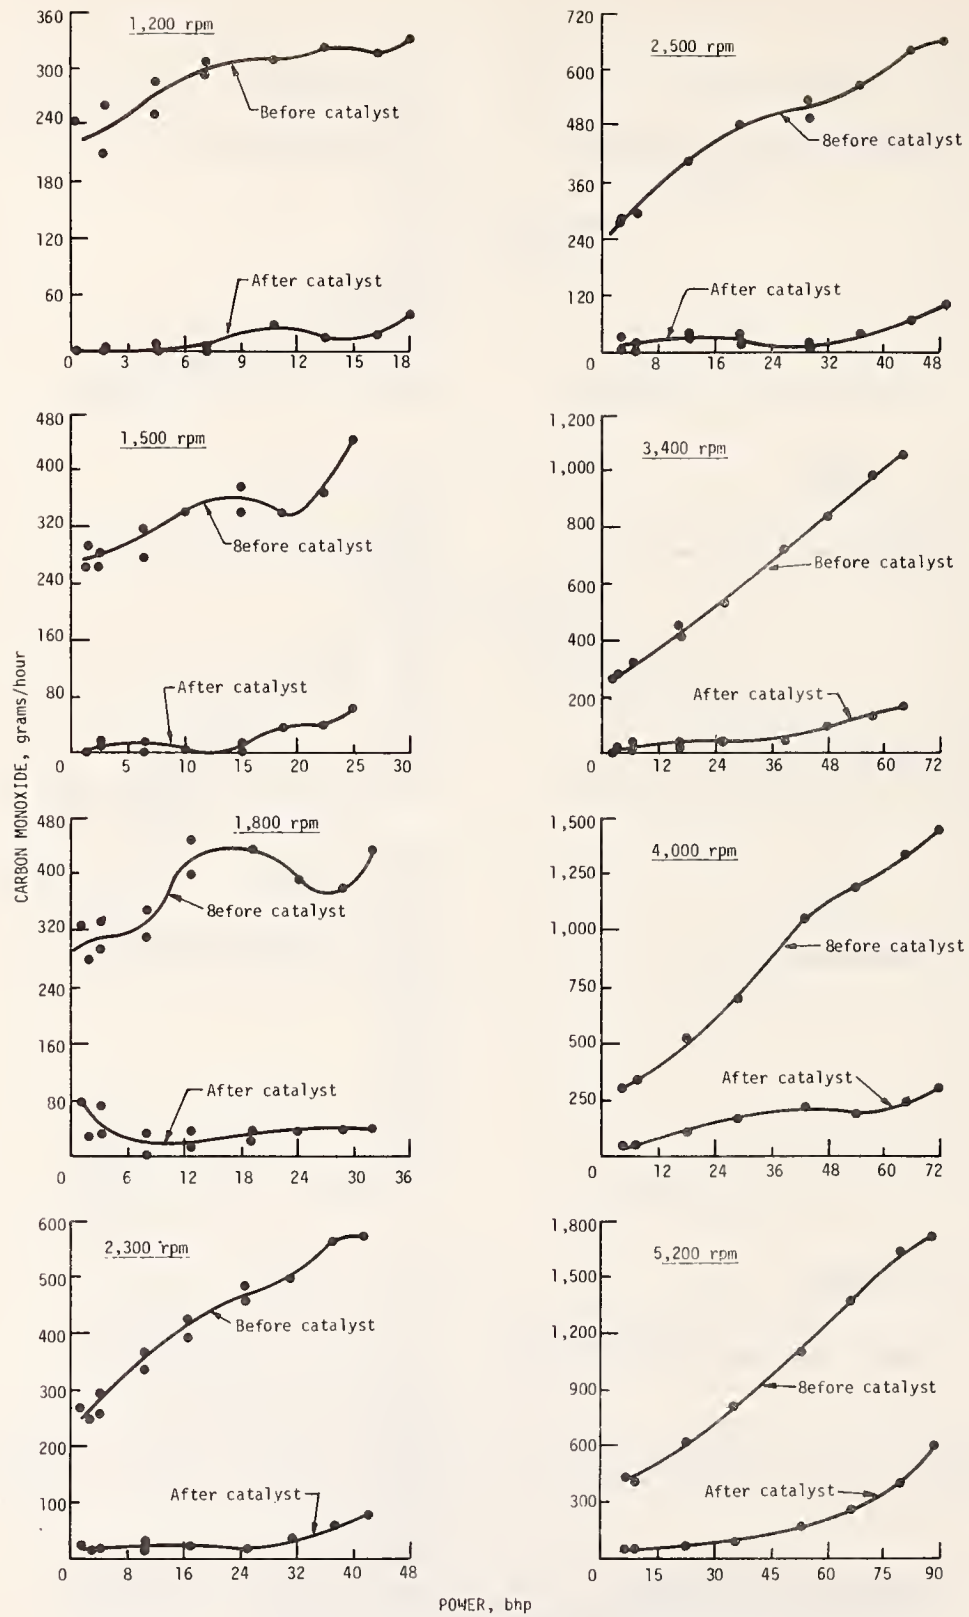 CARBON MONOXIDE, grams/hour
360
300
240
180
120
60
1,200 rpm
Before catalyst
After catalyst
0 3 6 9 12 15 18
480
400
320
240
160
80
1,500 rpm
8efore catalyst
After catalyst
0 5 10 15 20 25 30
480
400
320
240
160
80
1,800 rpm
8efore catalyst
After catalyst
0 6 12 18 24 30 36
600
500
400
300
200
100
2,300 rpm
Before catalyst
After catalyst
0 8 16 24 32 40 48
720
600
480
360
240
120
2,500 rpm
8efore catalyst
After catalyst
0 8 16 24 32 40 48
1,200
1,000
800
600
400
200
3,400 rpm
Before catalyst
After catalyst
0 12 24 36 48 60 72
1,500
1,250
1,000
750
500
250
4,000 rpm
8efore catalyst
After catalyst
0 12 24 36 48 60 72
1,800
1,500
1,200
900
600
300
5,200 rpm
8efore catalyst
After catalyst
0 15 30 45 60 75 90
POWER, bhp